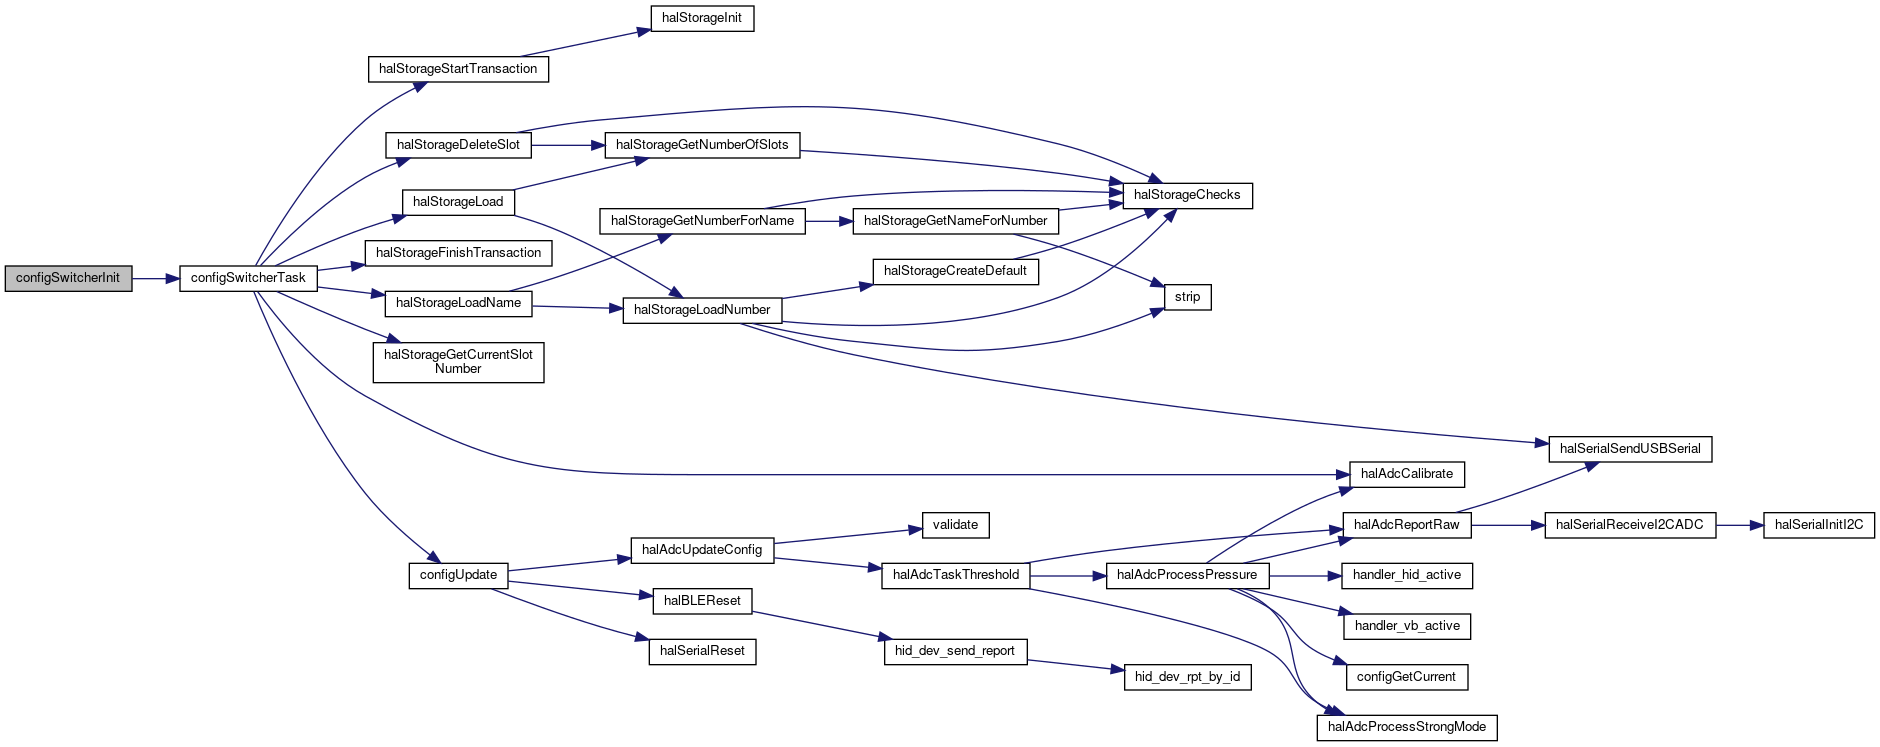 halStorageInit
halStorageStartTransaction
halStorageDeleteSlot
halStorageGetNumberOfSlots
halStorageLoad
halStorageChecks
halStorageGetNumberForName
halStorageGetNameForNumber
halStorageFinishTransaction
configSwitcherInit
configSwitcherTask
halStorageCreateDefault
halStorageLoadName
halStorageLoadNumber
strip
halStorageGetCurrentSlot
Number
halSerialSendUSBSerial
halAdcCalibrate
validate
halAdcReportRaw
halSerialReceiveI2CADC
halSerialInitI2C
halAdcUpdateConfig
configUpdate
halAdcTaskThreshold
halAdcProcessPressure
handler_hid_active
halBLEReset
handler_vb_active
halSerialReset
hid_dev_send_report
hid_dev_rpt_by_id
configGetCurrent
halAdcProcessStrongMode